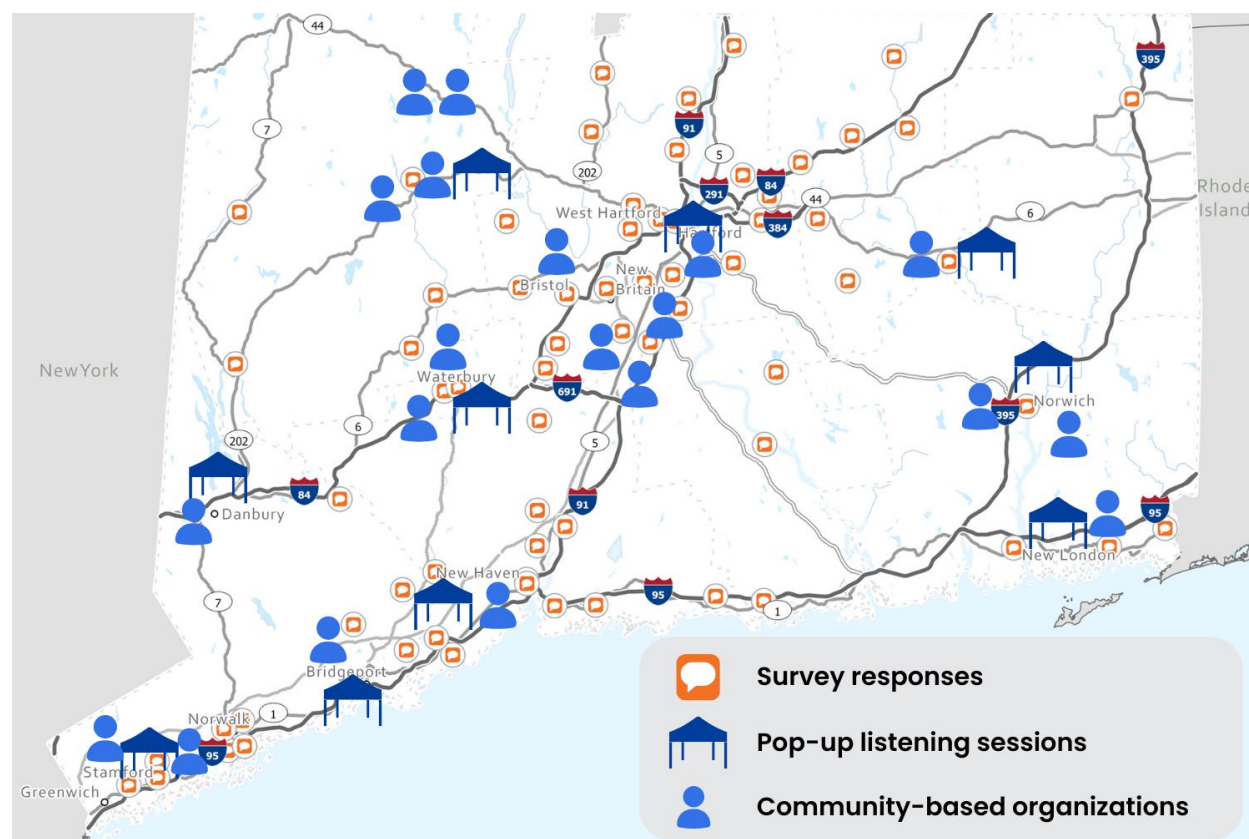 44
395
7
91
5
202
84
291
44
Rhode
Island
West Hartford
6
384
Hartford
New
Britain
Bristol
New York
Waterbury
691
395
Norwich
6
5
202
84
91
95
Danbury
New London
New Haven
95
7
1
Bridgeport
Norwalk
1
95
Stamford
Greenwich
Survey responses
Pop-up listening sessions
Community-based organizations